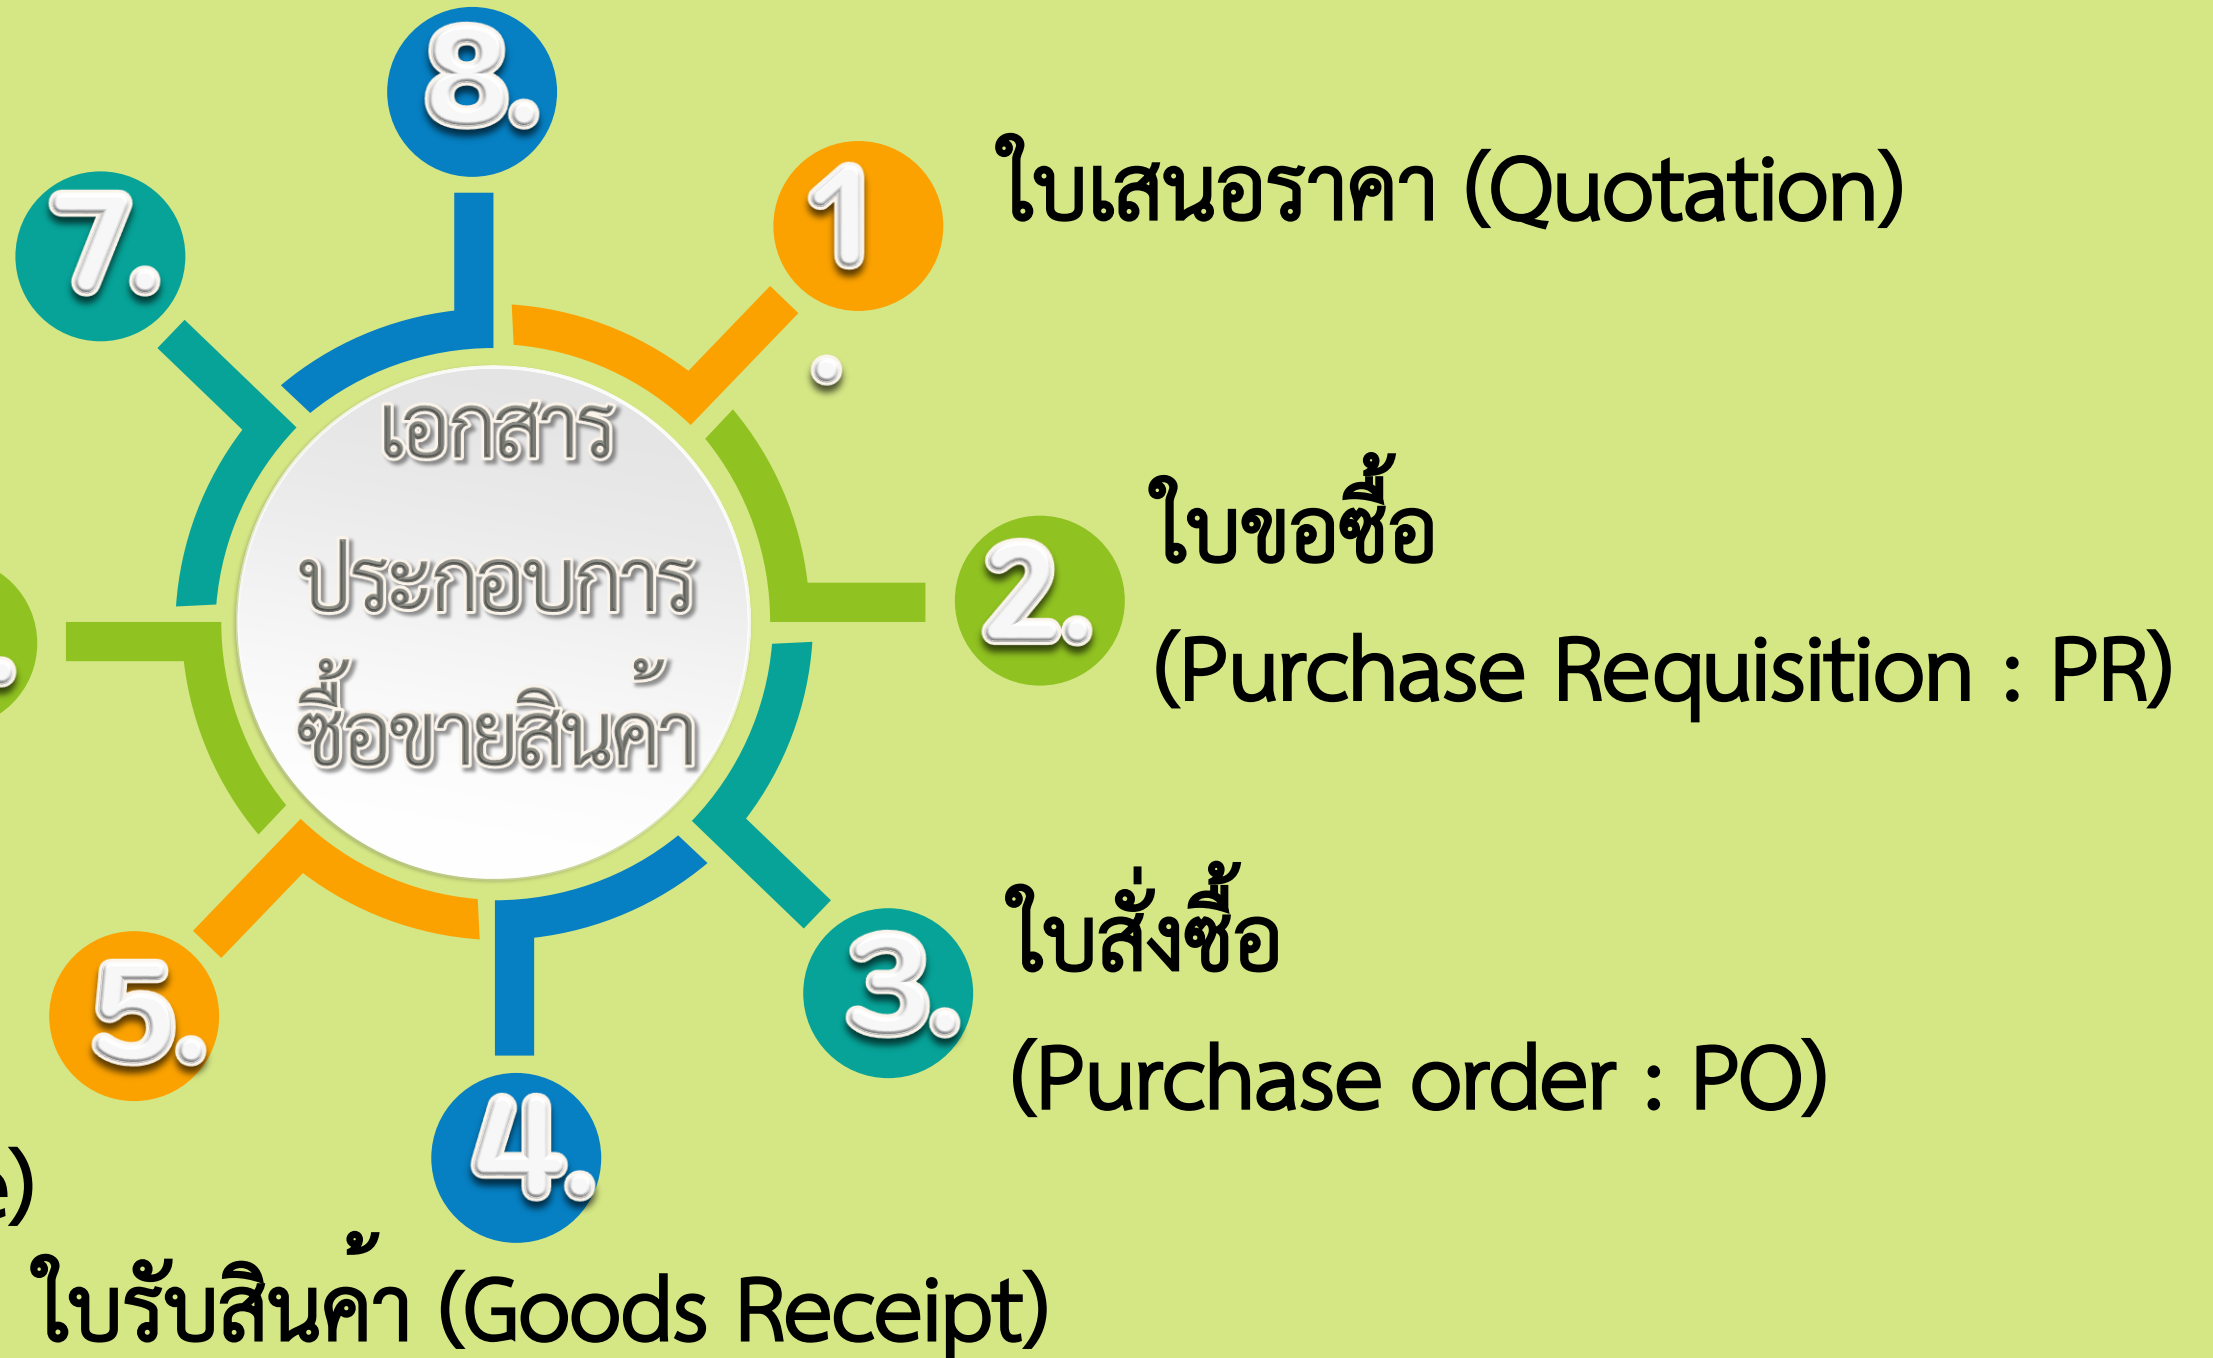 8.
1
.
ใบเสนอราคา (Quotation)
7.
เอกสาร
ประกอบการ
ซื้อขายสินค้า
2.
ใบขอซื้อ
(Purchase Requisition : PR)
3.
ใบสั่งซื้อ
(Purchase order : PO)
5.
4.
e)
ใบรับสินค้า (Goods Receipt)